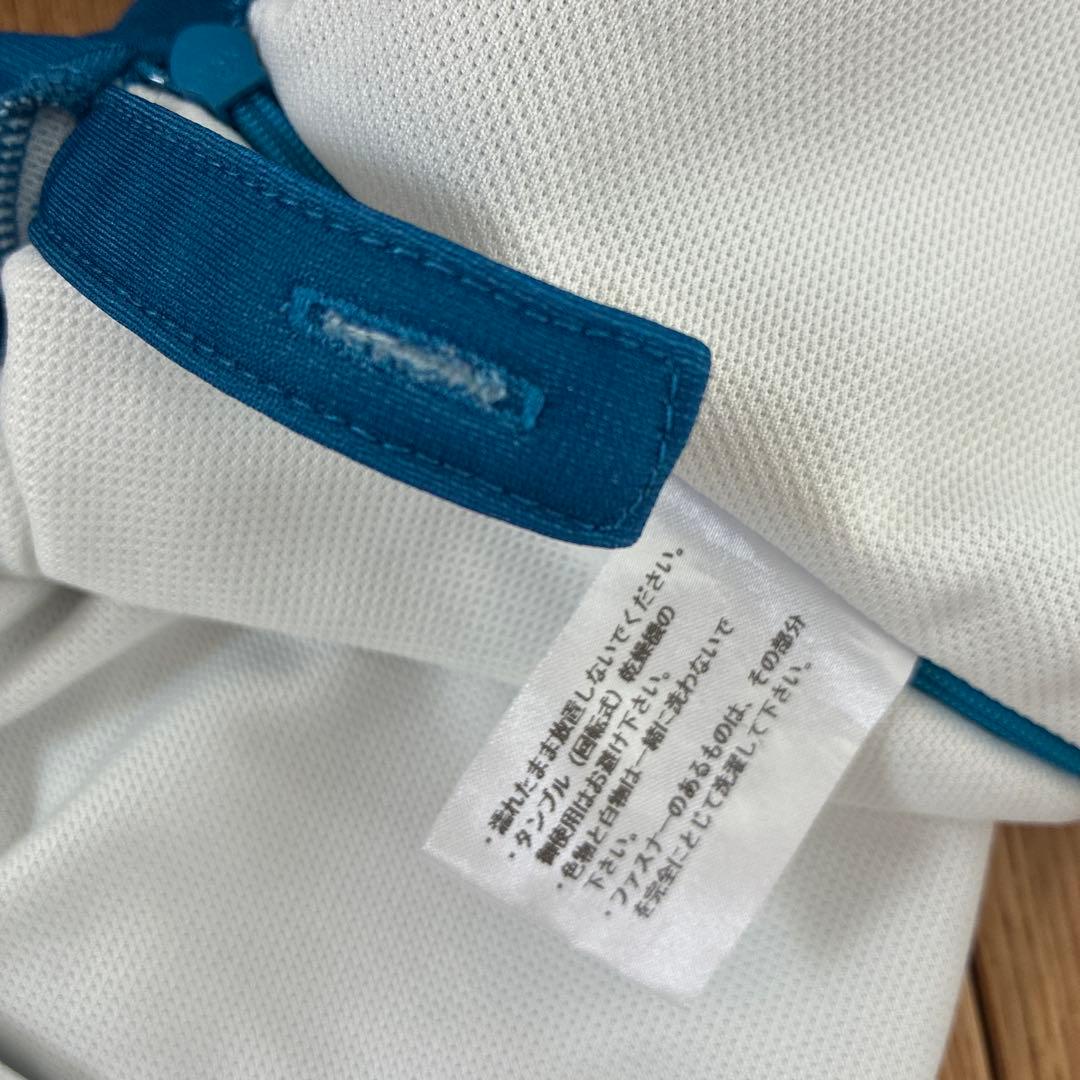 ・濡れたまま放置しないでください。
・タンブル（回転式）乾燥機の
御使用はお避け下さい。
・色物と白物は一緒に洗わないで
下さい。
・ファスナーのあるものは、その部分
を完全にとじて洗濯して下さい。